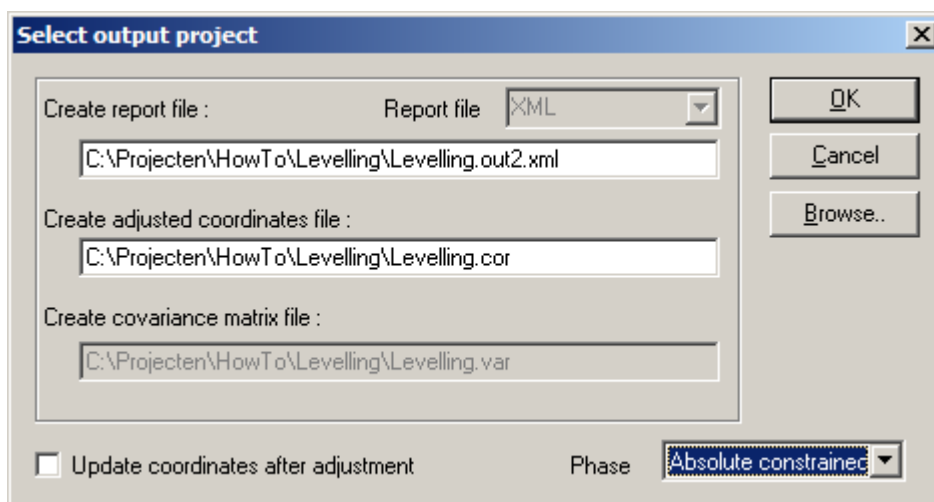 Select output project
Create report file :
Report file
XML
OK
C:\Projecten\HowTo\Levelling\Levelling.out2.xml
Cancel
Browse..
Create adjusted coordinates file :
C:\Projecten\HowTo\Levelling\Levelling.cor
Create covariance matrix file :
C:\Projecten\HowTo\Levelling\Levelling.var
Update coordinates after adjustment
Phase
Absolute constrained